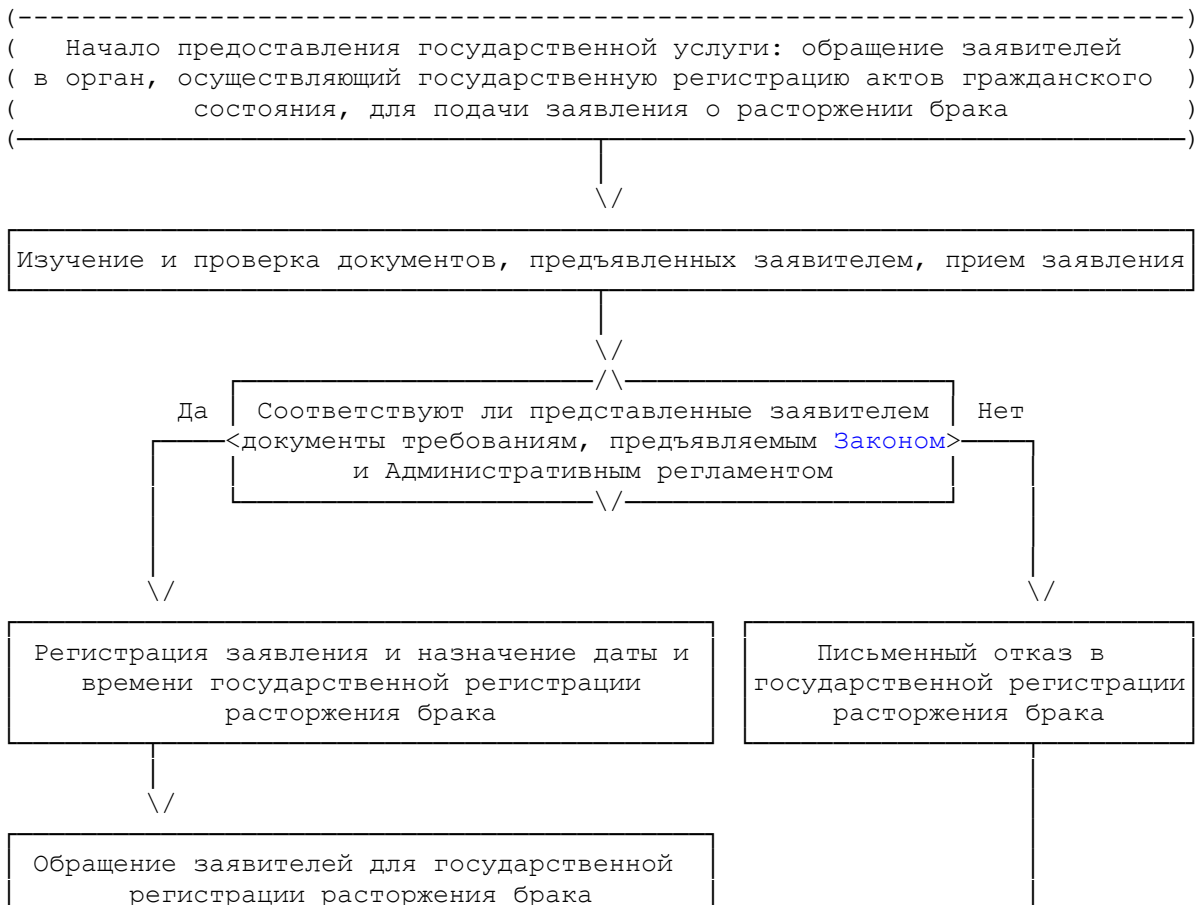 Начало предоставления государственной услуги: обращение заявителей
в орган, осуществляющий государственную регистрацию актов гражданского
состояния, для подачи заявления о расторжении брака
Изучение и проверка документов, предъявленных заявителем, прием заявления
Да
Соответствуют ли представленные заявителем
Нет
документы требованиям, предъявляемым Законом
и Административным регламентом
Регистрация заявления и назначение даты и
времени государственной регистрации
расторжения брака
Письменный отказ в
государственной регистрации
расторжения брака
Обращение заявителей для государственной
регистрации расторжения брака